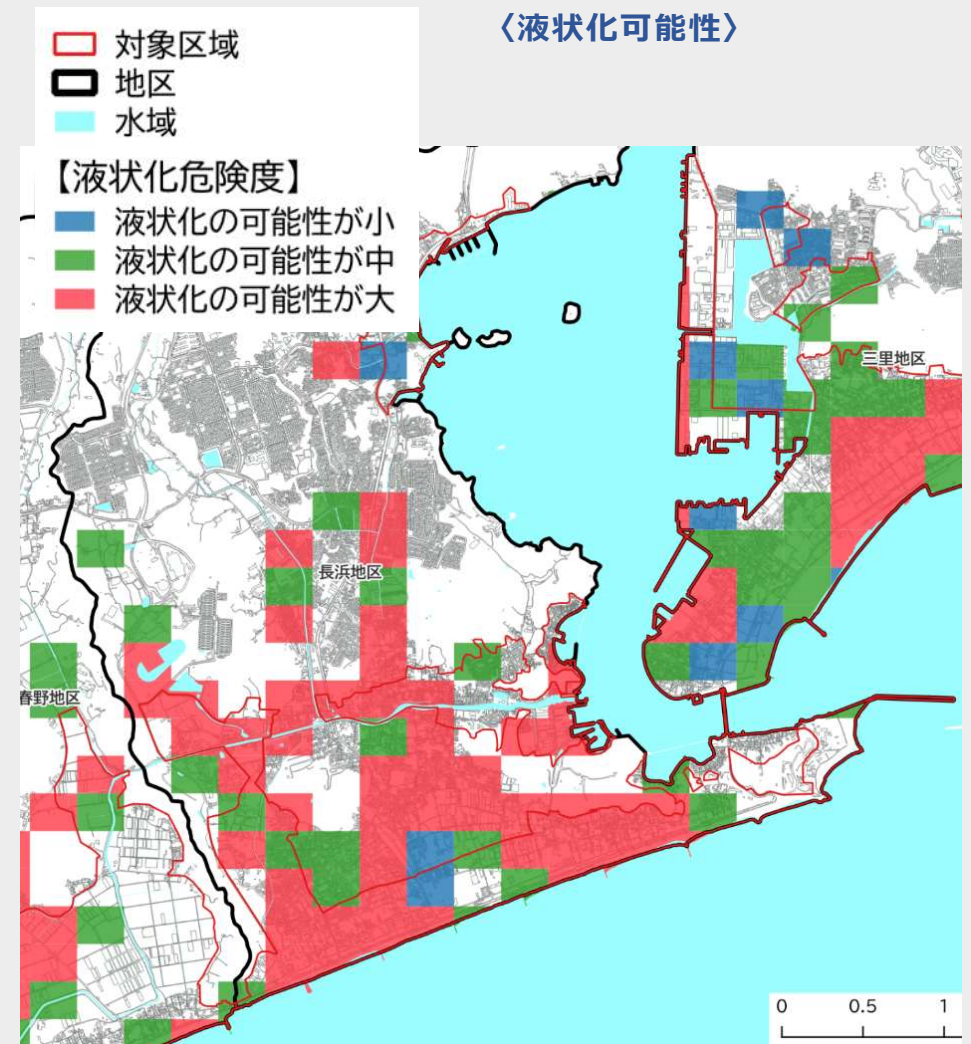 〈液状化可能性〉
対象区域
地区
水域
【液状化危険度】
液状化の可能性が小
液状化の可能性が中
液状化の可能性が大
三里地区
長浜地区
春野地区
0 0.5 1